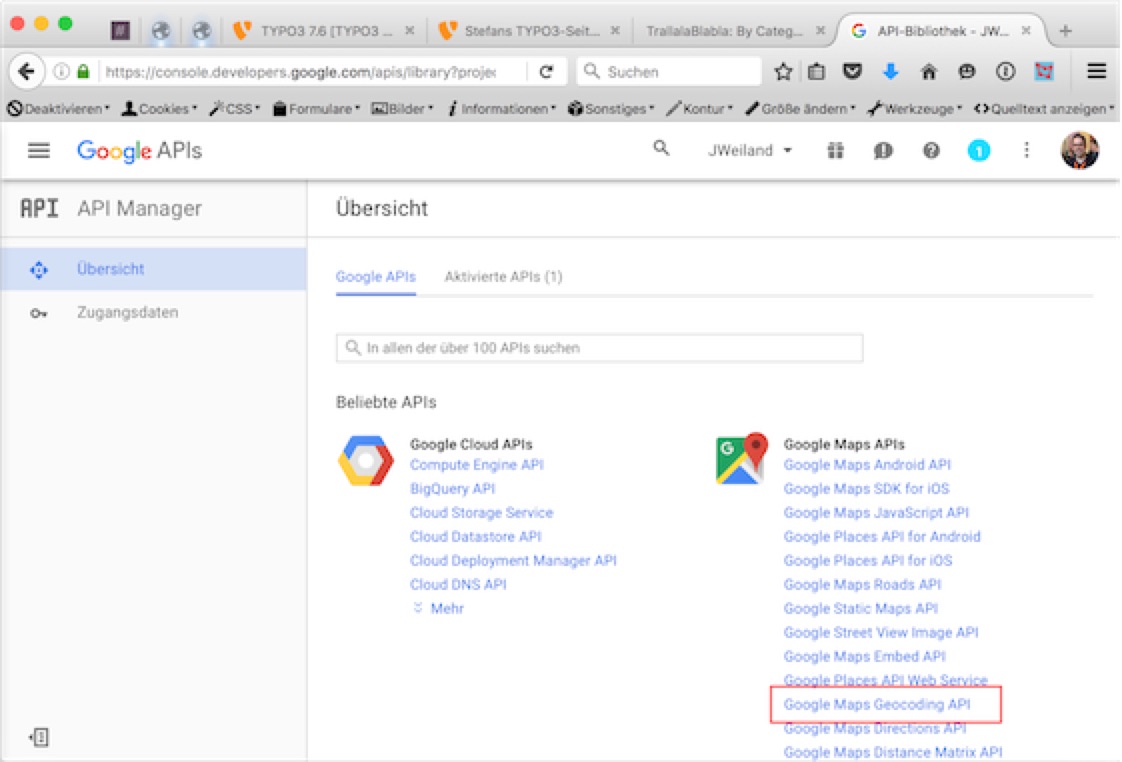 TYPO3 7.6 [TYPO3 ...
Stefans TYPO3-Seit...
TrallalaBlabla: By Categ...
API-Bibliothek - JW...
https://console.developers.google.com/apis/library?projec
Suchen
Deaktivieren
Cookies
CSS
Formulare
Bilder
Informationen
Sonstiges
Kontur
Größe ändern
Werkzeuge
Quelltext anzeigen
Google APIs
JWeiland
1
API API Manager
Übersicht
Übersicht
Zugangsdaten
Google APIs
Aktivierte APIs (1)
In allen der über 100 APIs suchen
Beliebte APIs
Google Cloud APIs
Compute Engine API
BigQuery API
Cloud Storage Service
Cloud Datastore API
Cloud Deployment Manager API
Cloud DNS API
Mehr
Google Maps APIs
Google Maps Android API
Google Maps SDK for iOS
Google Maps JavaScript API
Google Places API for Android
Google Places API for iOS
Google Maps Roads API
Google Static Maps API
Google Street View Image API
Google Maps Embed API
Google Places API Web Service
Google Maps Geocoding API
Google Maps Directions API
Google Maps Distance Matrix API